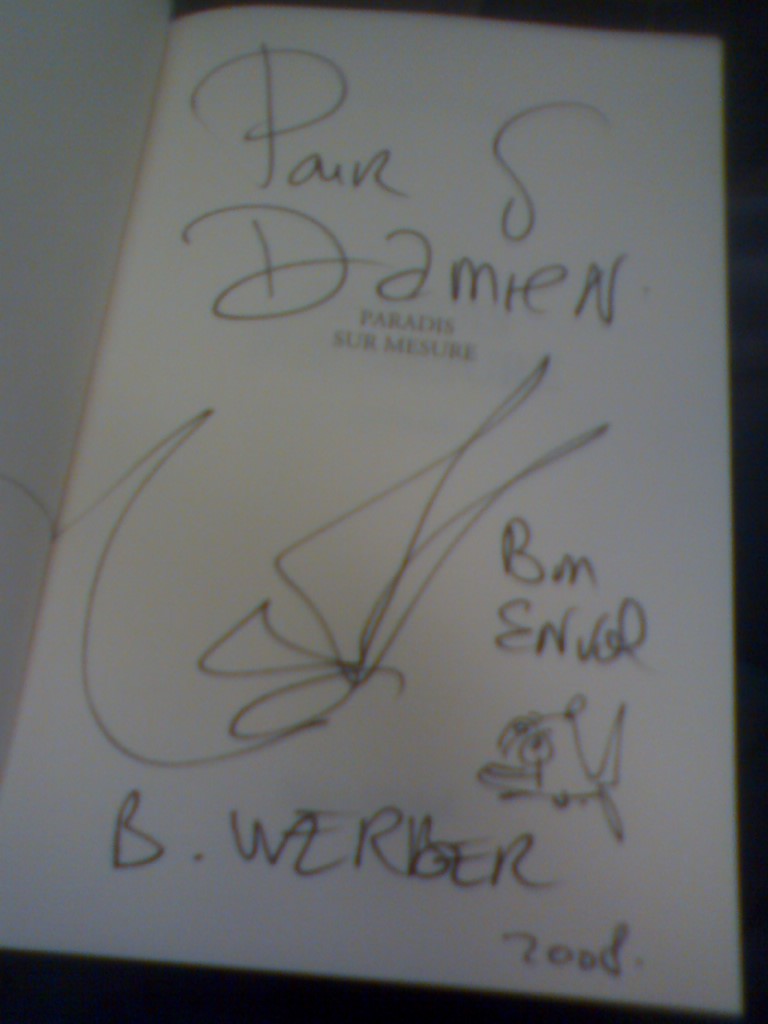 Pour
Damien
PARADIS
SUR MESURE
Bon
ENVOL
B. WERBER
2008.